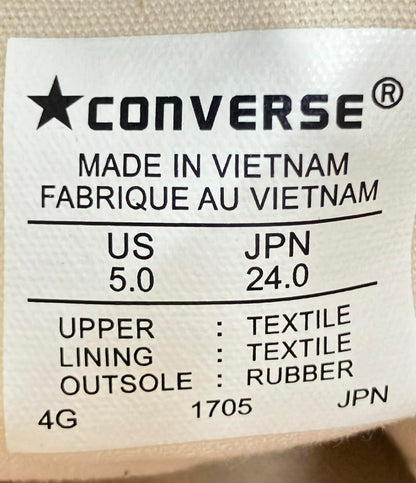 ★CONVERSE®
MADE IN VIETNAM
FABRIQUE AU VIETNAM
US JPN
5.0 24.0
UPPER : TEXTILE
LINING : TEXTILE
OUTSOLE : RUBBER
4G 1705 JPN